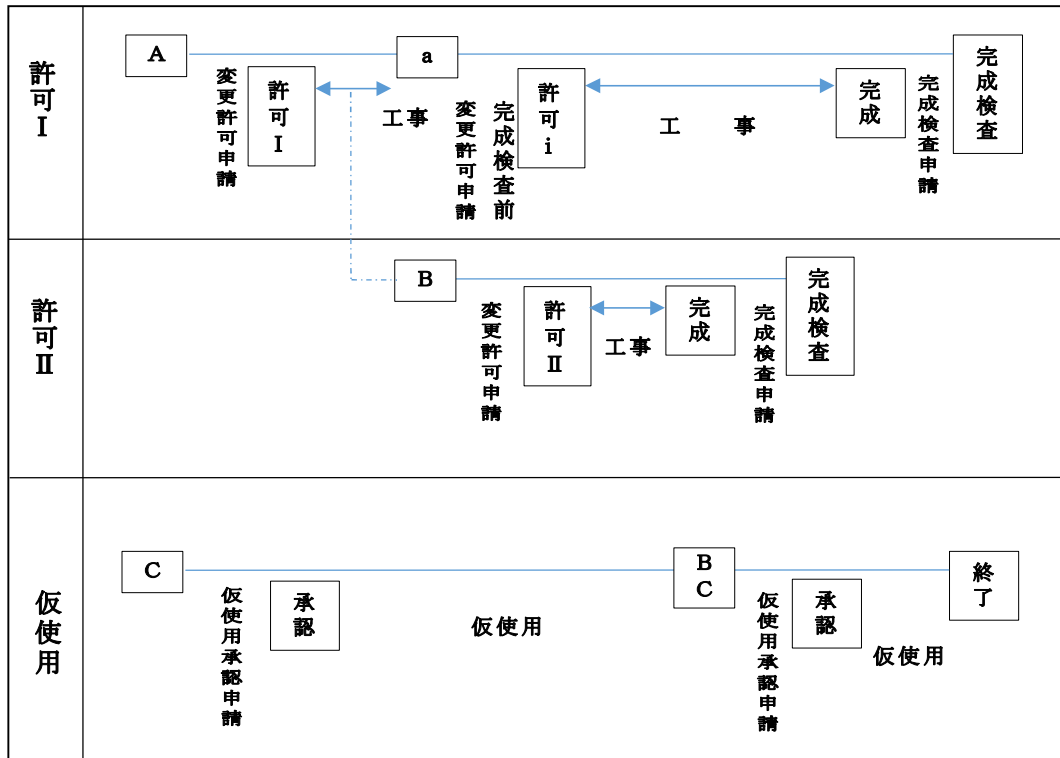 許可Ⅰ
A
変更許可申請
許可Ⅰ
工事
a
変更許可申請
完成検査前
許可ⅰ
工　事
完成
完成検査申請
完成検査
許可Ⅱ
B
変更許可申請
許可Ⅱ
工事
完成
完成検査申請
完成検査
仮使用
C
仮使用承認申請
承認
仮使用
B
C
仮使用承認申請
承認
仮使用
終了